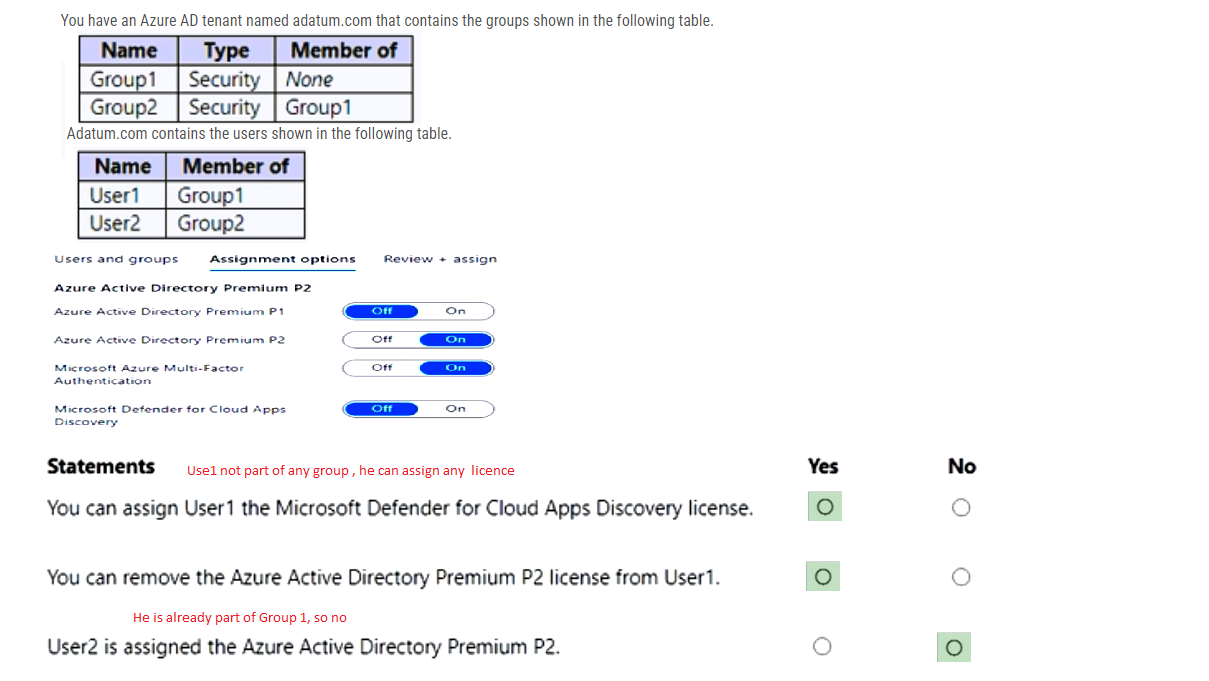 You have an Azure AD tenant named adatum.com that contains the groups shown in the following table.
Name Type Member of
Group1 Security None
Group2 Security Group1
Adatum.com contains the users shown in the following table.
Name Member of
User1 Group1
User2 Group2
Users and groups Assignment options Review + assign
Azure Active Directory Premium P2
Azure Active Directory Premium P1 Off On
Azure Active Directory Premium P2 Off On
Microsoft Azure Multi-Factor Off On
Authentication
Microsoft Defender for Cloud Apps Off On
Discovery
Statements Use1 not part of any group , he can assign any licence Yes No
You can assign User1 the Microsoft Defender for Cloud Apps Discovery license.
You can remove the Azure Active Directory Premium P2 license from User1.
He is already part of Group 1, so no
User2 is assigned the Azure Active Directory Premium P2.